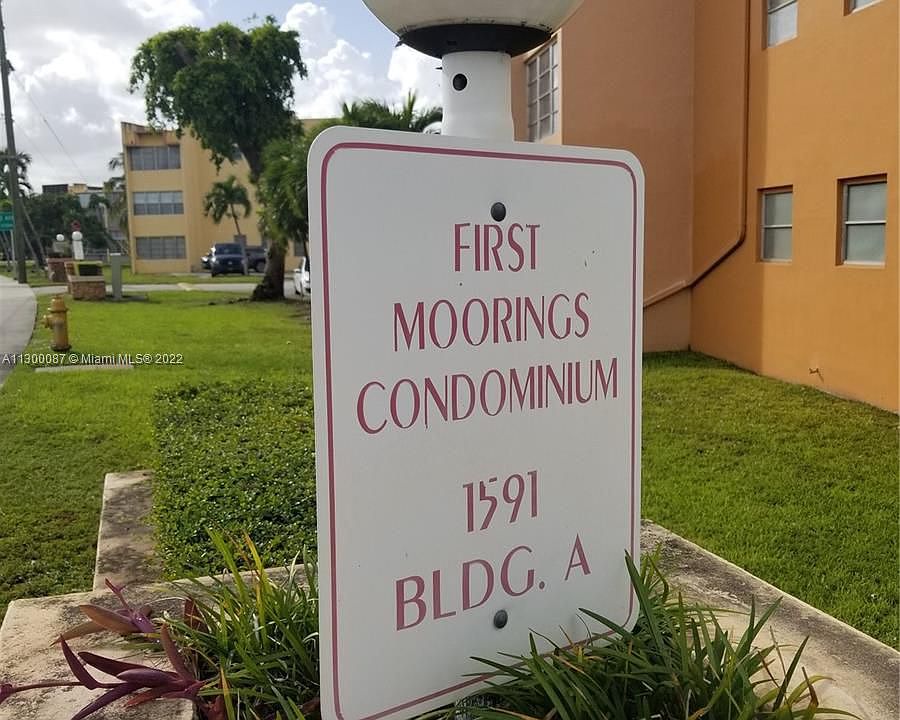 FIRST
MOORINGS
CONDOMINIUM
1591
BLDG. A
A11300087 © Miami MLS® 2022